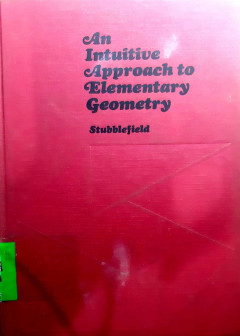 An
Intuitive
Approach to
Elementary
Geometry
Stubblefield